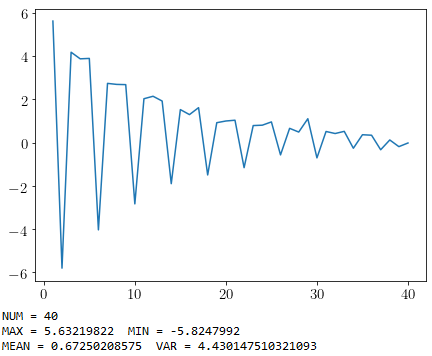 6
4
2
0
−2
−4
−6
0 10 20 30 40
NUM = 40
MAX = 5.63219822 MIN = -5.8247992
MEAN = 0.67250208575 VAR = 4.430147510321093